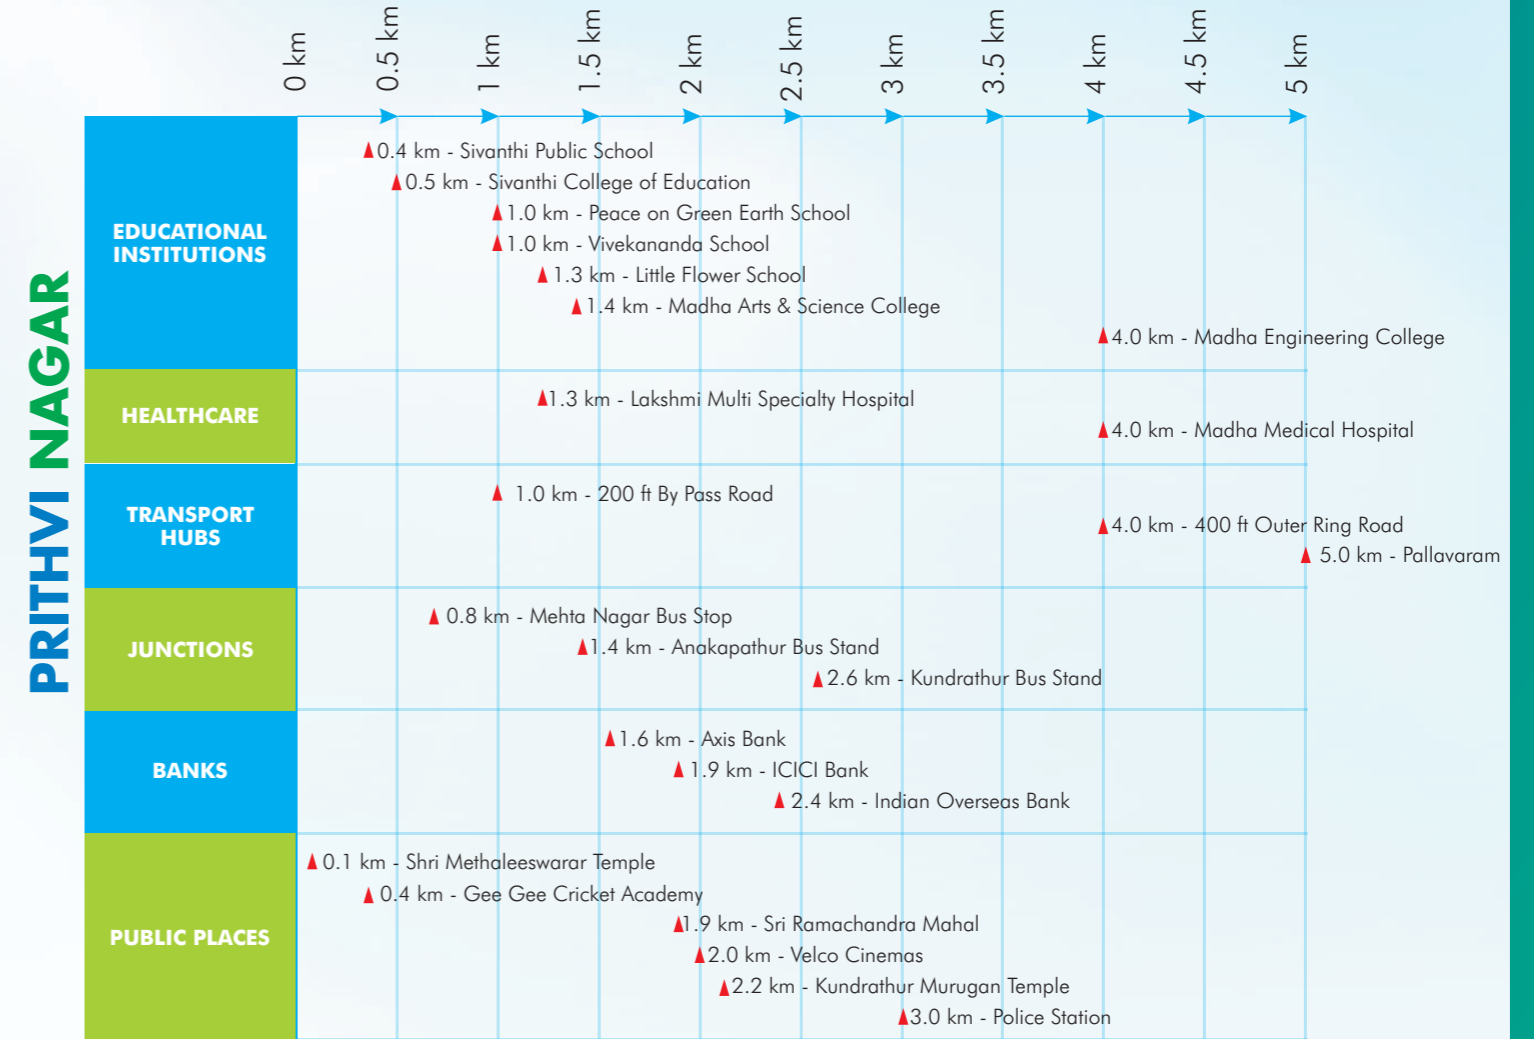 0 km
0.5 km
1 km
1.5 km
2 km
2.5 km
3 km
3.5 km
4 km
4.5 km
5 km
PRITHVI NAGAR
EDUCATIONAL
INSTITUTIONS
0.4 km - Sivanthi Public School
0.5 km - Sivanthi College of Education
1.0 km - Peace on Green Earth School
1.0 km - Vivekananda School
1.3 km - Little Flower School
1.4 km - Madha Arts & Science College
4.0 km - Madha Engineering College
HEALTHCARE
1.3 km - Lakshmi Multi Specialty Hospital
4.0 km - Madha Medical Hospital
TRANSPORT
HUBS
1.0 km - 200 ft By Pass Road
4.0 km - 400 ft Outer Ring Road
5.0 km - Pallavaram
JUNCTIONS
0.8 km - Mehta Nagar Bus Stop
1.4 km - Anakapathur Bus Stand
2.6 km - Kundrathur Bus Stand
BANKS
1.6 km - Axis Bank
1.9 km - ICICI Bank
2.4 km - Indian Overseas Bank
PUBLIC PLACES
0.1 km - Shri Methaleeswarar Temple
0.4 km - Gee Gee Cricket Academy
1.9 km - Sri Ramachandra Mahal
2.0 km - Velco Cinemas
2.2 km - Kundrathur Murugan Temple
3.0 km - Police Station